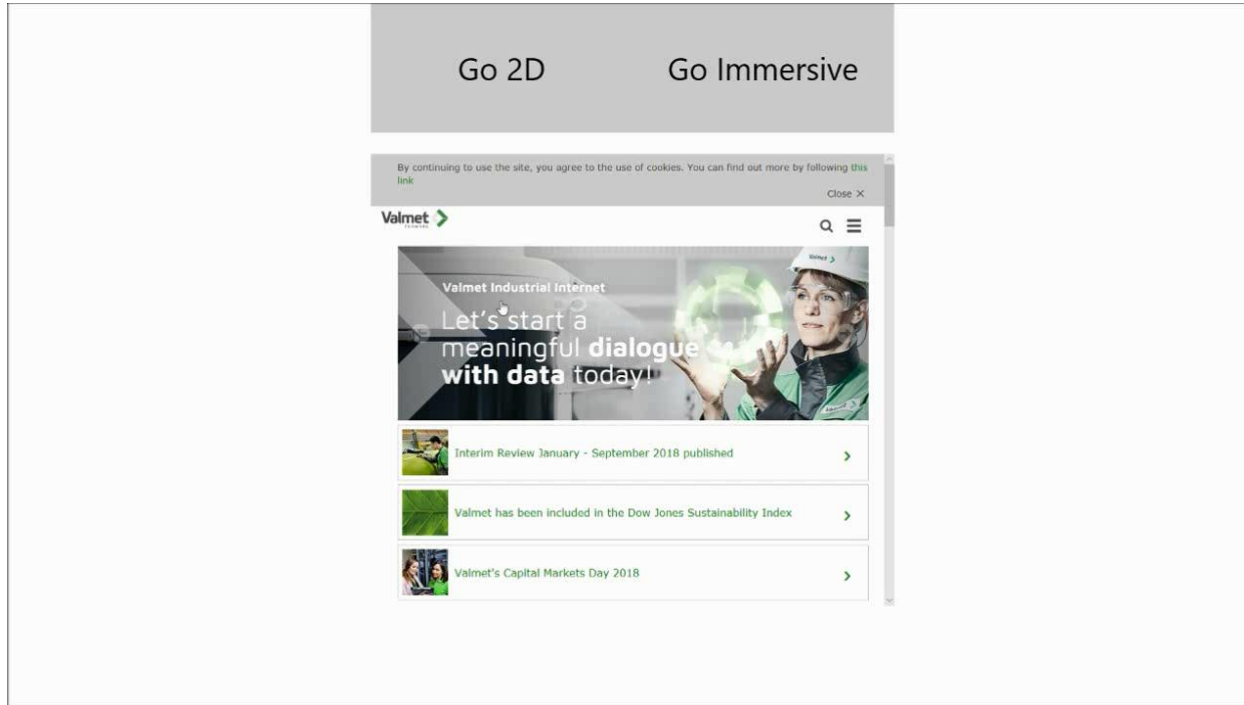 Go 2D Go Immersive
By continuing to use the site, you agree to the use of cookies. You can find out more by following this
link
Close ×
Valmet
Valmet
Valmet Industrial Internet
Let's start a
meaningful dialogue
with data today!
Interim Review January - September 2018 published
Valmet has been included in the Dow Jones Sustainability Index
Valmet's Capital Markets Day 2018